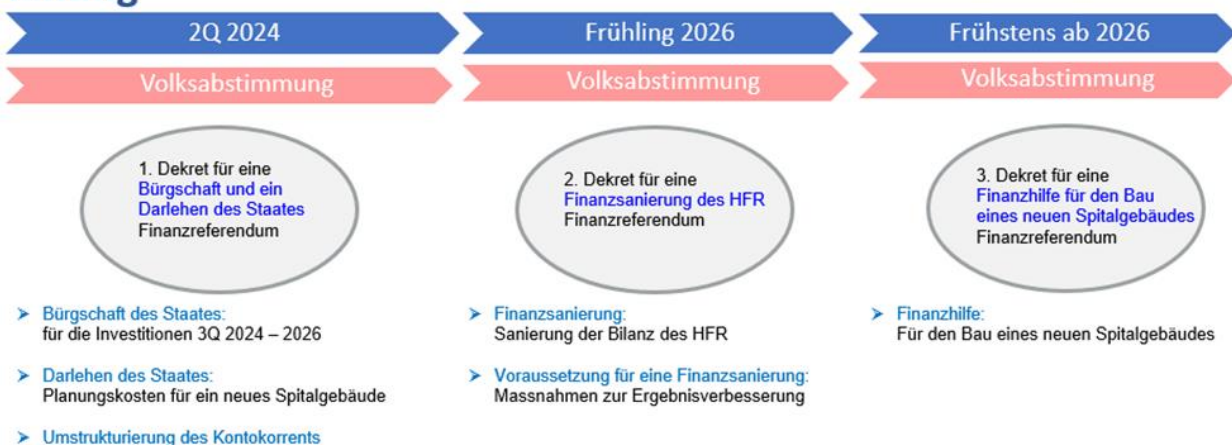 2Q 2024
Frühling 2026
Frühstens ab 2026
Volksabstimmung
Volksabstimmung
Volksabstimmung
1. Dekret für eine
Bürgschaft und ein
Darlehen des Staates
Finanzreferendum
2. Dekret für eine
Finanzsanierung des HFR
Finanzreferendum
3. Dekret für eine
Finanzhilfe für den Bau
eines neuen Spitalgebäudes
Finanzreferendum
➤ Bürgschaft des Staates:
für die Investitionen 3Q 2024 – 2026
➤ Darlehen des Staates:
Planungskosten für ein neues Spitalgebäude
➤ Umstrukturierung des Kontokorrents
➤ Finanzsanierung:
Sanierung der Bilanz des HFR
➤ Voraussetzung für eine Finanzsanierung:
Massnahmen zur Ergebnisverbesserung
➤ Finanzhilfe:
Für den Bau eines neuen Spitalgebäudes